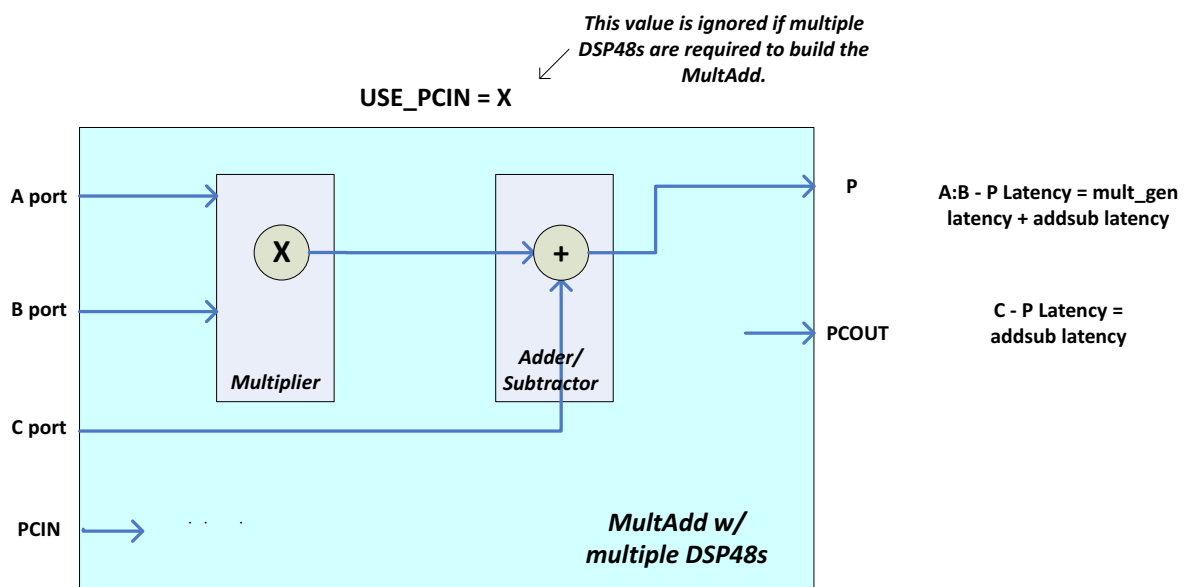 This value is ignored if multiple
DSP48s are required to build the
MultAdd.
USE_PCIN = X
A port
B port
C port
PCIN
X
Multiplier
+
Adder/
Subtractor
P
PCOUT
A:B - P Latency = mult_gen
latency + addsub latency
C - P Latency =
addsub latency
. . .
MultAdd w/
multiple DSP48s